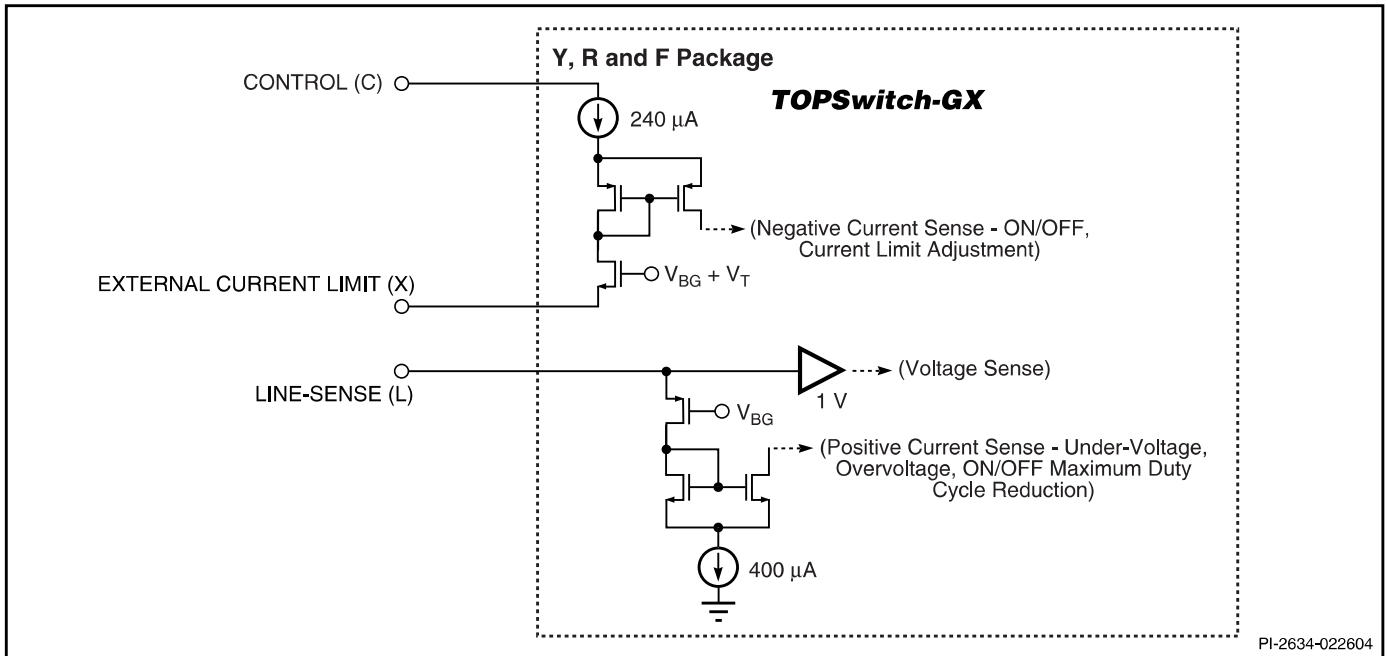 Y, R and F Package
TOPSwitch-GX
CONTROL (C)
240 μA
(Negative Current Sense - ON/OFF,
Current Limit Adjustment)
V_BG + V_T
EXTERNAL CURRENT LIMIT (X)
LINE-SENSE (L)
(Voltage Sense)
1 V
V_BG
(Positive Current Sense - Under-Voltage,
Overvoltage, ON/OFF Maximum Duty
Cycle Reduction)
400 μA
PI-2634-022604